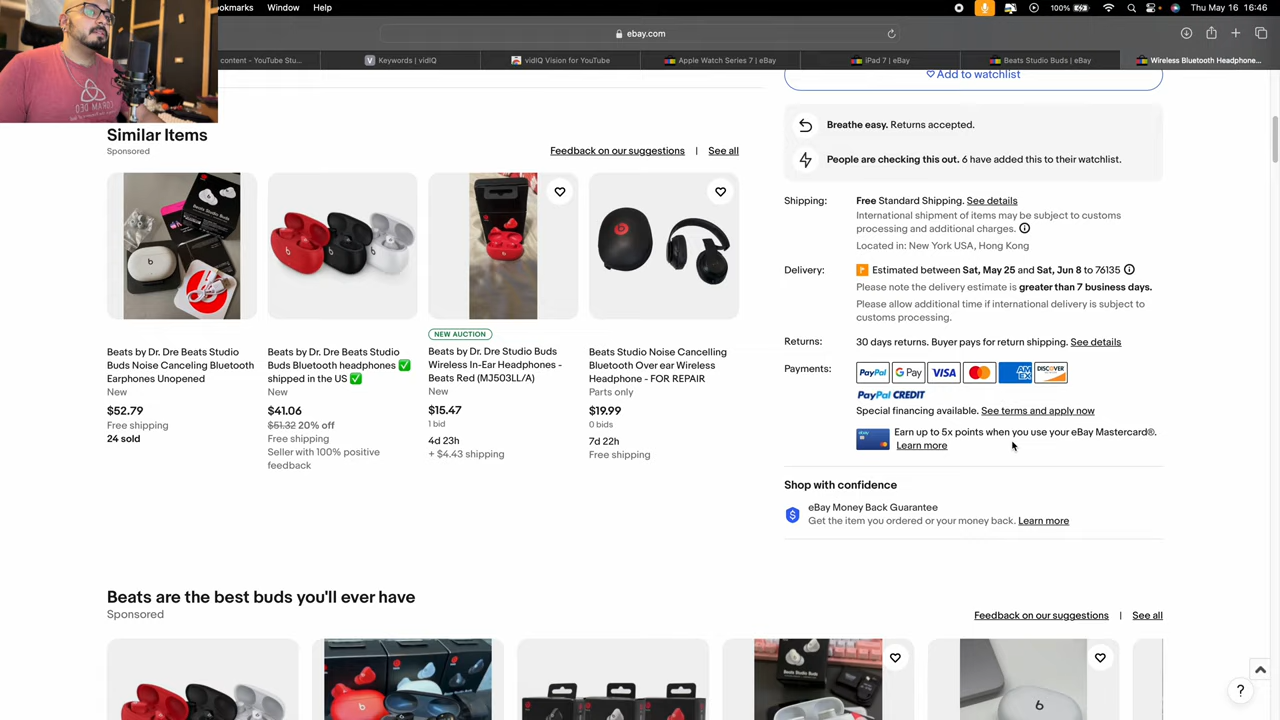 okmarks Window Help
100% Thu May 16 16:46
ebay.com
content - YouTube Stu...
Keywords | vidIQ
vidIQ Vision for YouTube
Apple Watch Series 7 | eBay
iPad 7 | eBay
Beats Studio Buds | eBay
Wireless Bluetooth Headphone...
CORAM DEO
Similar Items
Sponsored
Feedback on our suggestions | See all
Beats by Dr. Dre Beats Studio
Buds Noise Canceling Bluetooth
Earphones Unopened
New
$52.79
Free shipping
24 sold
Beats by Dr. Dre Beats Studio
Buds Bluetooth headphones ✅
shipped in the US ✅
New
$41.06
$51.32 20% off
Free shipping
Seller with 100% positive
feedback
NEW AUCTION
Beats by Dr. Dre Studio Buds
Wireless In-Ear Headphones -
Beats Red (MJ503LL/A)
New
$15.47
1 bid
4d 23h
+ $4.43 shipping
Beats Studio Noise Cancelling
Bluetooth Over ear Wireless
Headphone - FOR REPAIR
Parts only
$19.99
0 bids
7d 22h
Free shipping
Add to watchlist
Breathe easy. Returns accepted.
People are checking this out. 6 have added this to their watchlist.
Shipping: Free Standard Shipping. See details
International shipment of items may be subject to customs
processing and additional charges.
Located in: New York USA, Hong Kong
Delivery: Estimated between Sat, May 25 and Sat, Jun 8 to 76135
Please note the delivery estimate is greater than 7 business days.
Please allow additional time if international delivery is subject to
customs processing.
Returns: 30 days returns. Buyer pays for return shipping. See details
Payments: PayPal G Pay VISA AM EX DISCOVER
PayPal CREDIT
Special financing available. See terms and apply now
Earn up to 5x points when you use your eBay Mastercard®.
Learn more
Shop with confidence
eBay Money Back Guarantee
Get the item you ordered or your money back. Learn more
Beats are the best buds you'll ever have
Sponsored
Feedback on our suggestions | See all